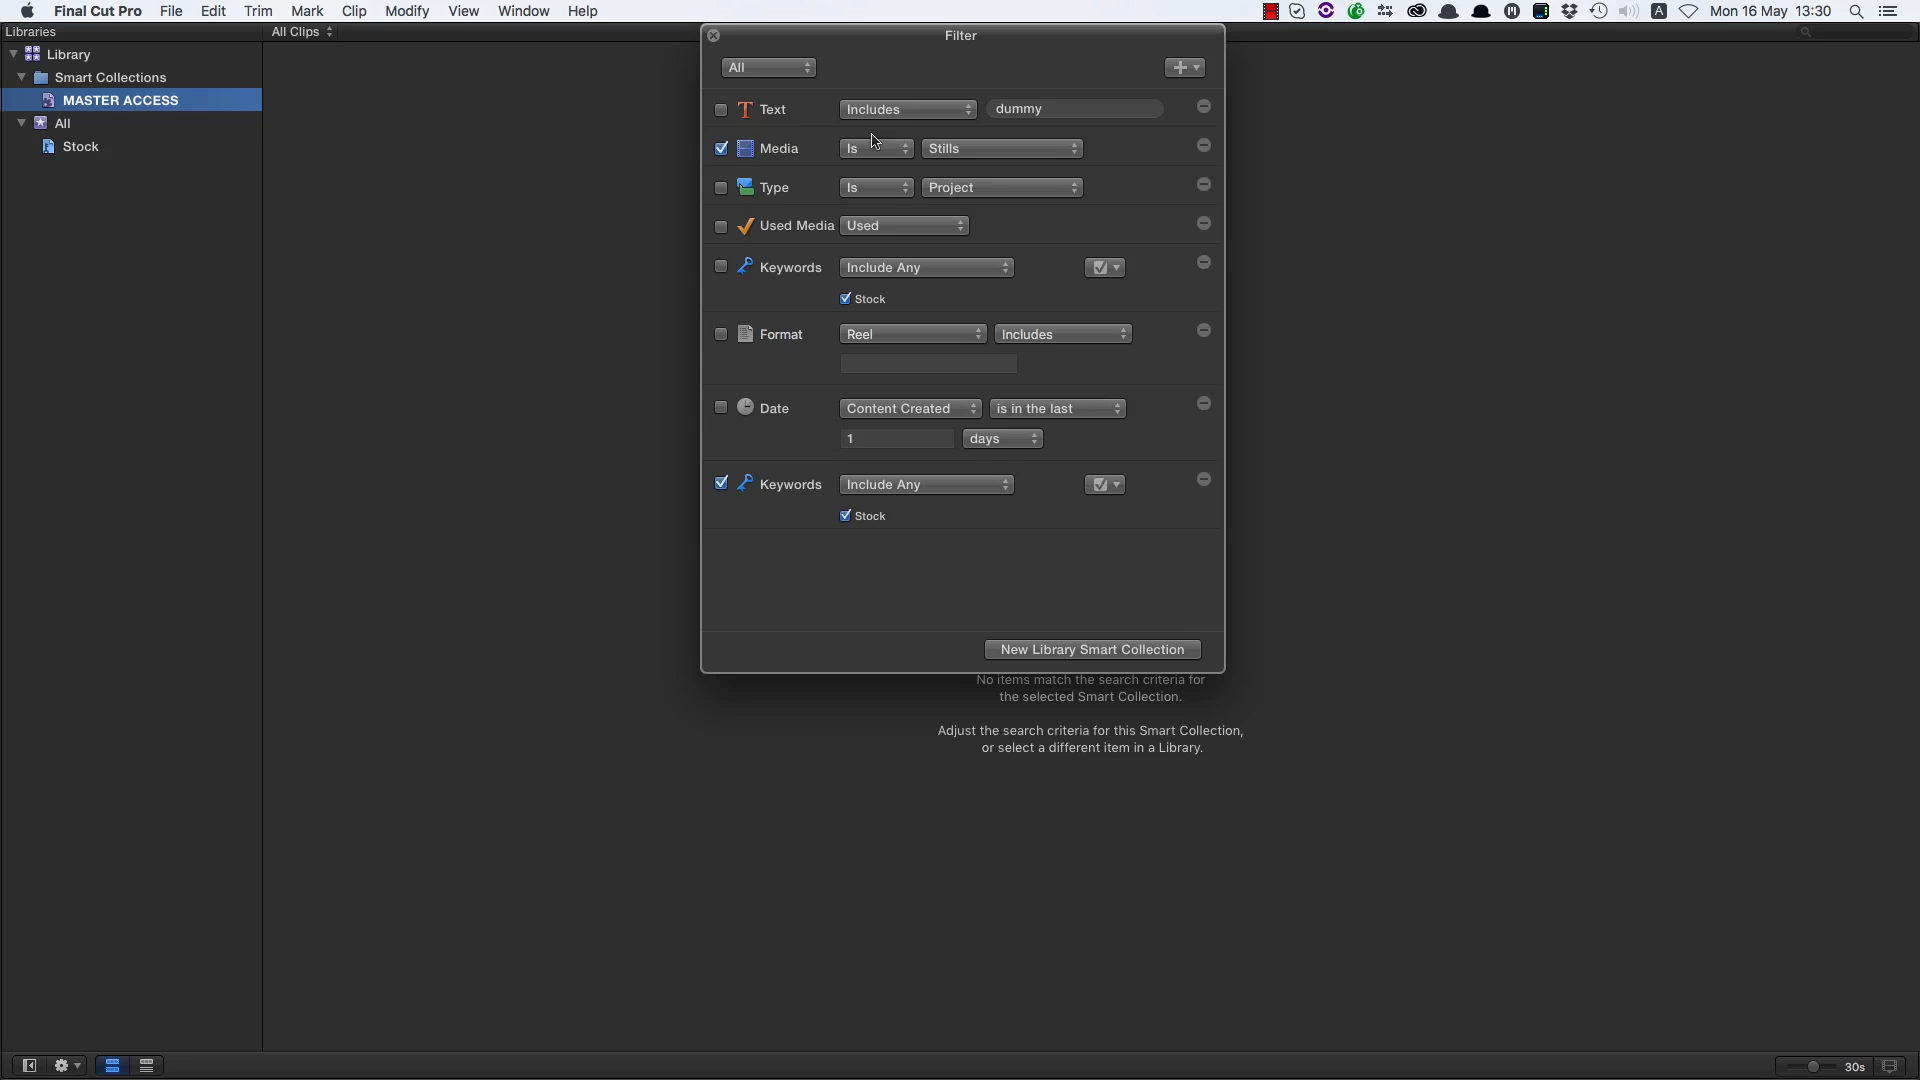 Final Cut Pro File Edit Trim Mark Clip Modify View Window Help A Mon 16 May 13:30
Libraries All Clips
Filter
Library
All
Smart Collections
MASTER ACCESS
Text Includes dummy
All
Stock
Media Is Stills
Type Is Project
Used Media Used
Keywords Include Any
Stock
Format Reel Includes
Date Content Created is in the last
1 days
Keywords Include Any
Stock
New Library Smart Collection
No items match the search criteria for
the selected Smart Collection.
Adjust the search criteria for this Smart Collection,
or select a different item in a Library.
30s